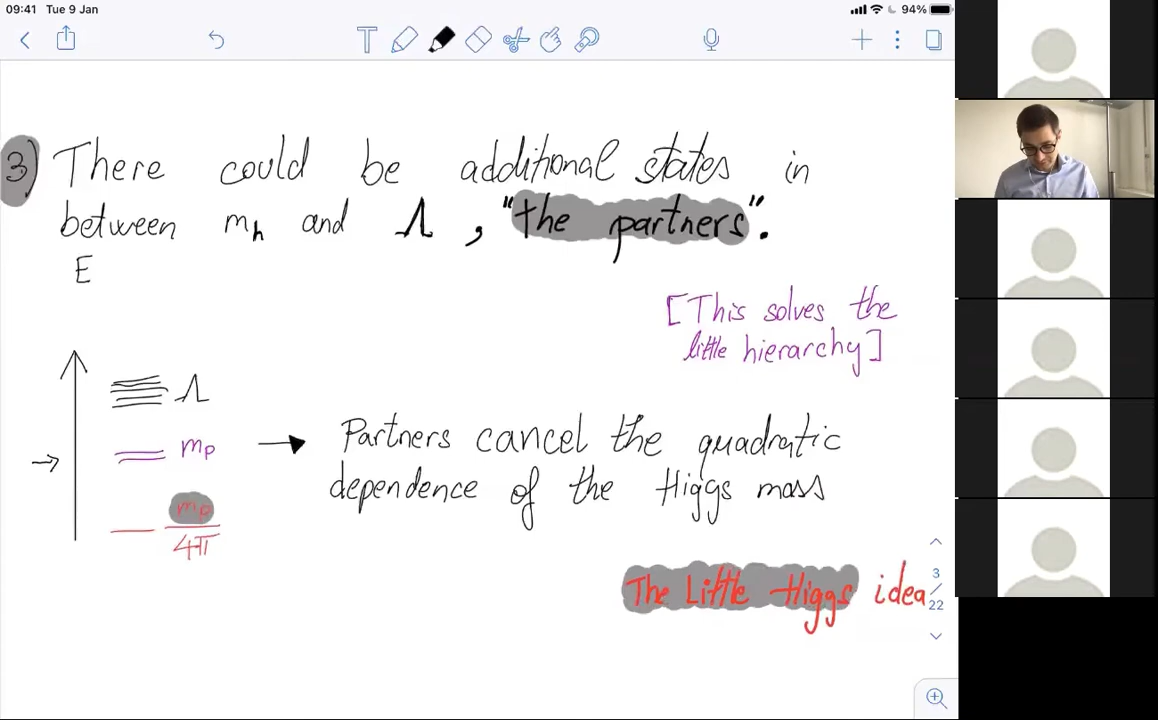 09:41 Tue 9 Jan
94%
3) There could be additional states in
between mh and Λ, "the partners".
E
[This solves the
little hierarchy]
Λ
mp
mp
4π
Partners cancel the quadratic
dependence of the Higgs mass
The Little Higgs idea
3
/
22